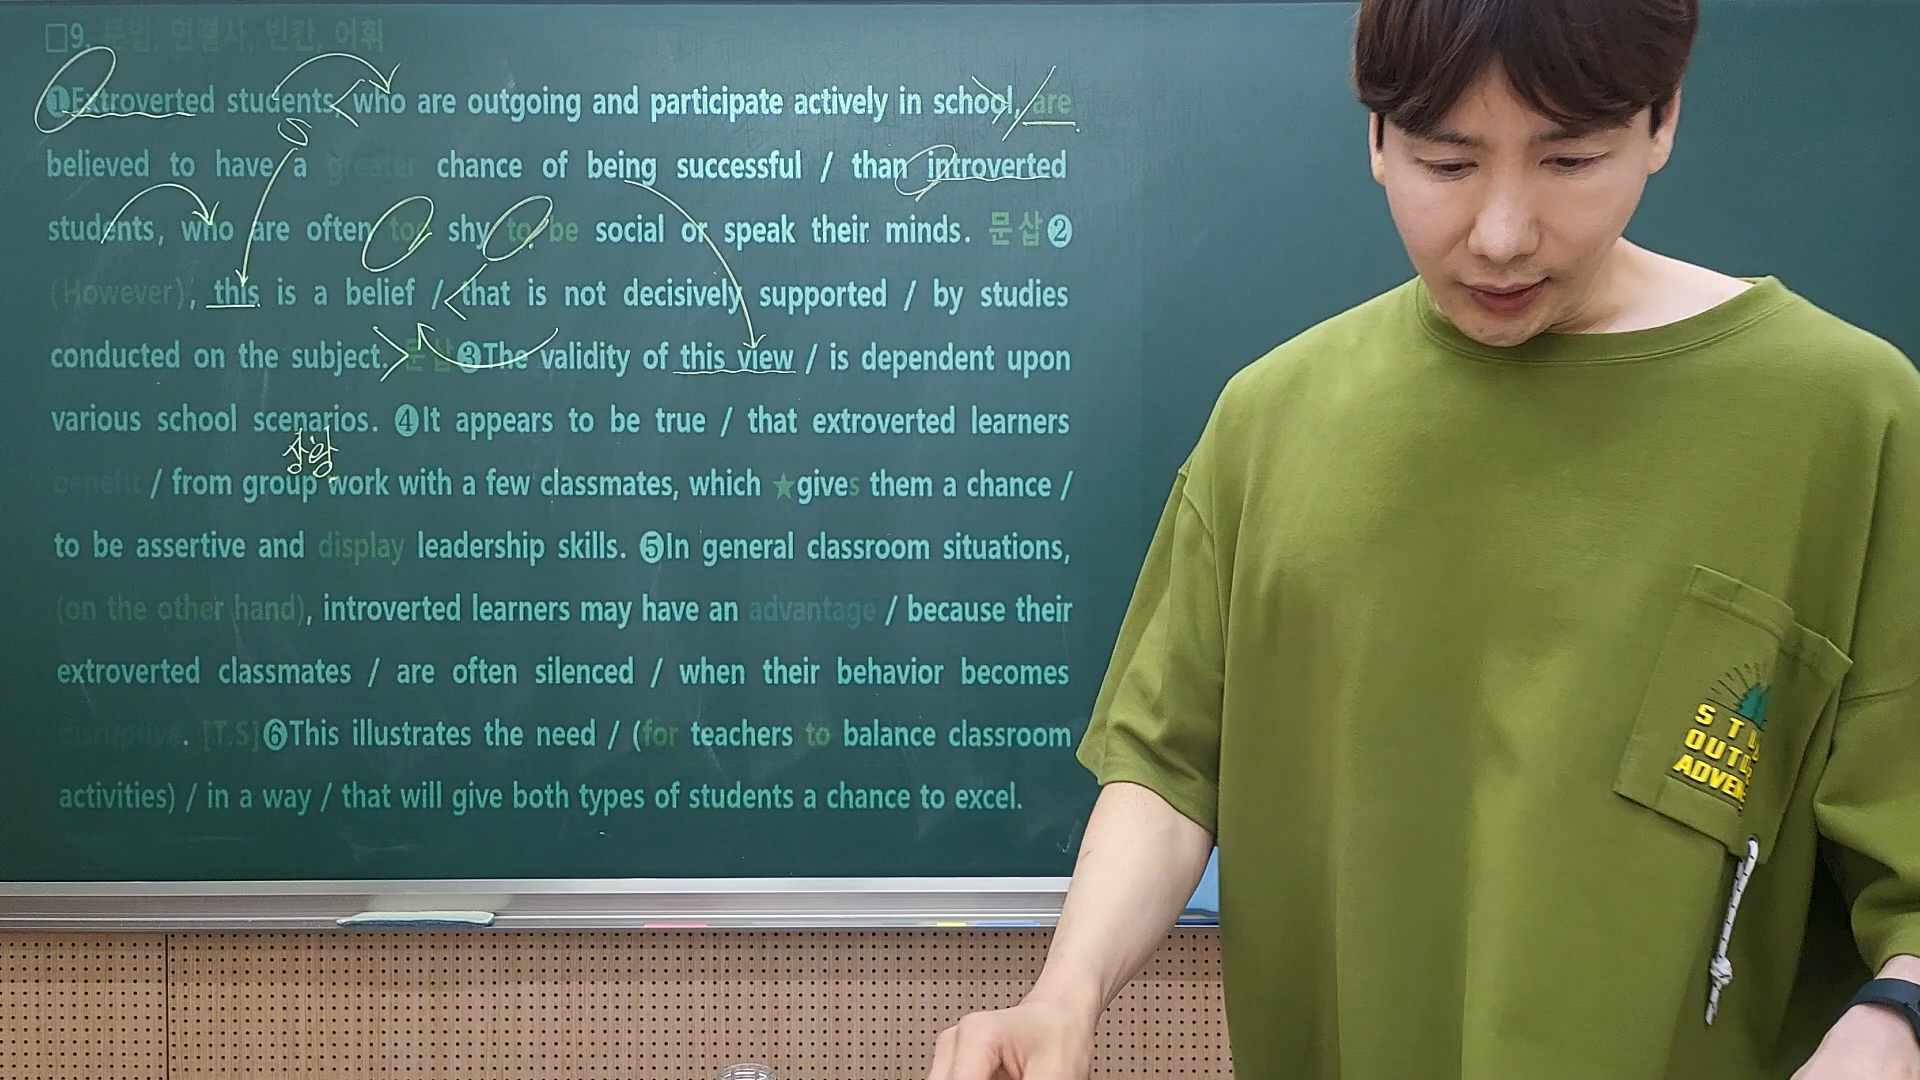 □9. 문법, 연결사, 빈칸, 어휘
❶Extroverted students, who are outgoing and participate actively in school, are
believed to have a greater chance of being successful / than introverted
students, who are often too shy to be social or speak their minds. 문삽❷
(However), this is a belief / that is not decisively supported / by studies
conducted on the subject. 문삽❸The validity of this view / is dependent upon
various school scenarios. ❹It appears to be true / that extroverted learners
상황
benefit / from group work with a few classmates, which ★gives them a chance /
to be assertive and display leadership skills. ❺In general classroom situations,
(on the other hand), introverted learners may have an advantage / because their
extroverted classmates / are often silenced / when their behavior becomes
disruptive. [T.S]❻This illustrates the need / (for teachers to balance classroom
activities) / in a way / that will give both types of students a chance to excel.
OUT
ADVEN